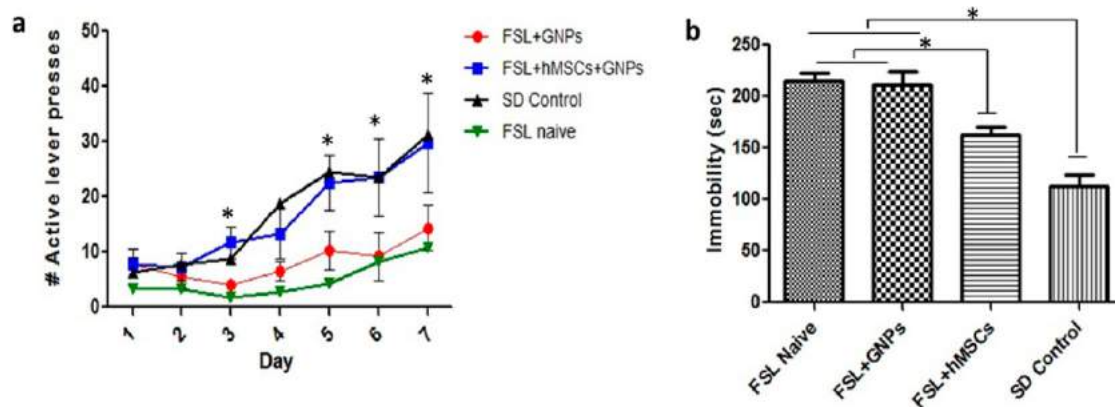 a
# Active lever presses
50
40
30
20
10
0
*
*
*
*
1
2
3
4
5
6
7
Day
FSL+GNPs
FSL+hMSCs+GNPs
SD Control
FSL naive
b
Immobility (sec)
250
200
150
100
50
0
*
*
FSL Naive
FSL+GNPs
FSL+hMSCs
SD Control